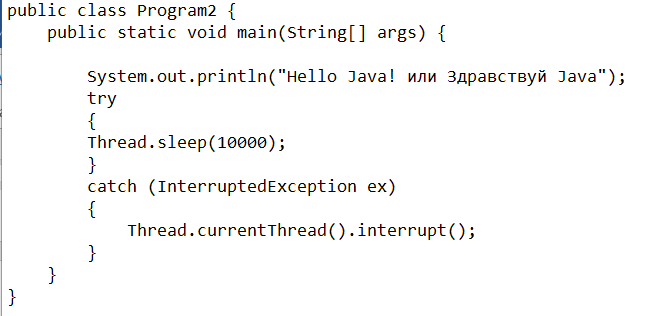 public class Program2 {
    public static void main(String[] args) {

        System.out.println("Hello Java! или Здравствуй Java");
        try
        {
        Thread.sleep(10000);
        }
        catch (InterruptedException ex)
        {
            Thread.currentThread().interrupt();
        }
    }
}